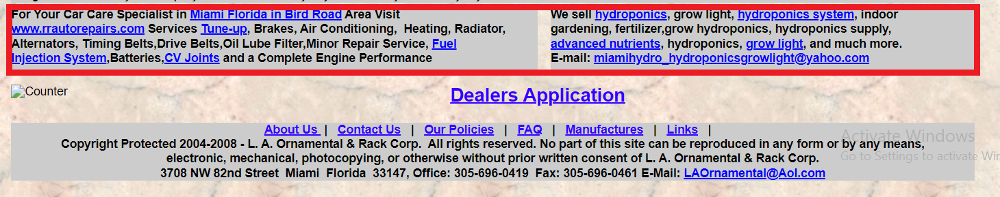 For Your Car Care Specialist in Miami Florida in Bird Road Area Visit
www.rrautorepairs.com Services Tune-up, Brakes, Air Conditioning,  Heating, Radiator,
Alternators, Timing Belts,Drive Belts,Oil Lube Filter,Minor Repair Service, Fuel
Injection System,Batteries,CV Joints and a Complete Engine Performance
We sell hydroponics, grow light, hydroponics system, indoor
gardening, fertilizer,grow hydroponics, hydroponics supply,
advanced nutrients, hydroponics, grow light, and much more.
E-mail: miamihydro_hydroponicsgrowlight@yahoo.com
Counter
Dealers Application
About Us  |   Contact Us   |   Our Policies   |   FAQ   |   Manufactures   |   Links   |
Copyright Protected 2004-2008 - L. A. Ornamental & Rack Corp.  All rights reserved. No part of this site can be reproduced in any form or by any means,
electronic, mechanical, photocopying, or otherwise without prior written consent of L. A. Ornamental & Rack Corp.
3708 NW 82nd Street  Miami  Florida  33147, Office: 305-696-0419  Fax: 305-696-0461 E-Mail: LAOrnamental@Aol.com
Activate Windows
Go to Settings to activate